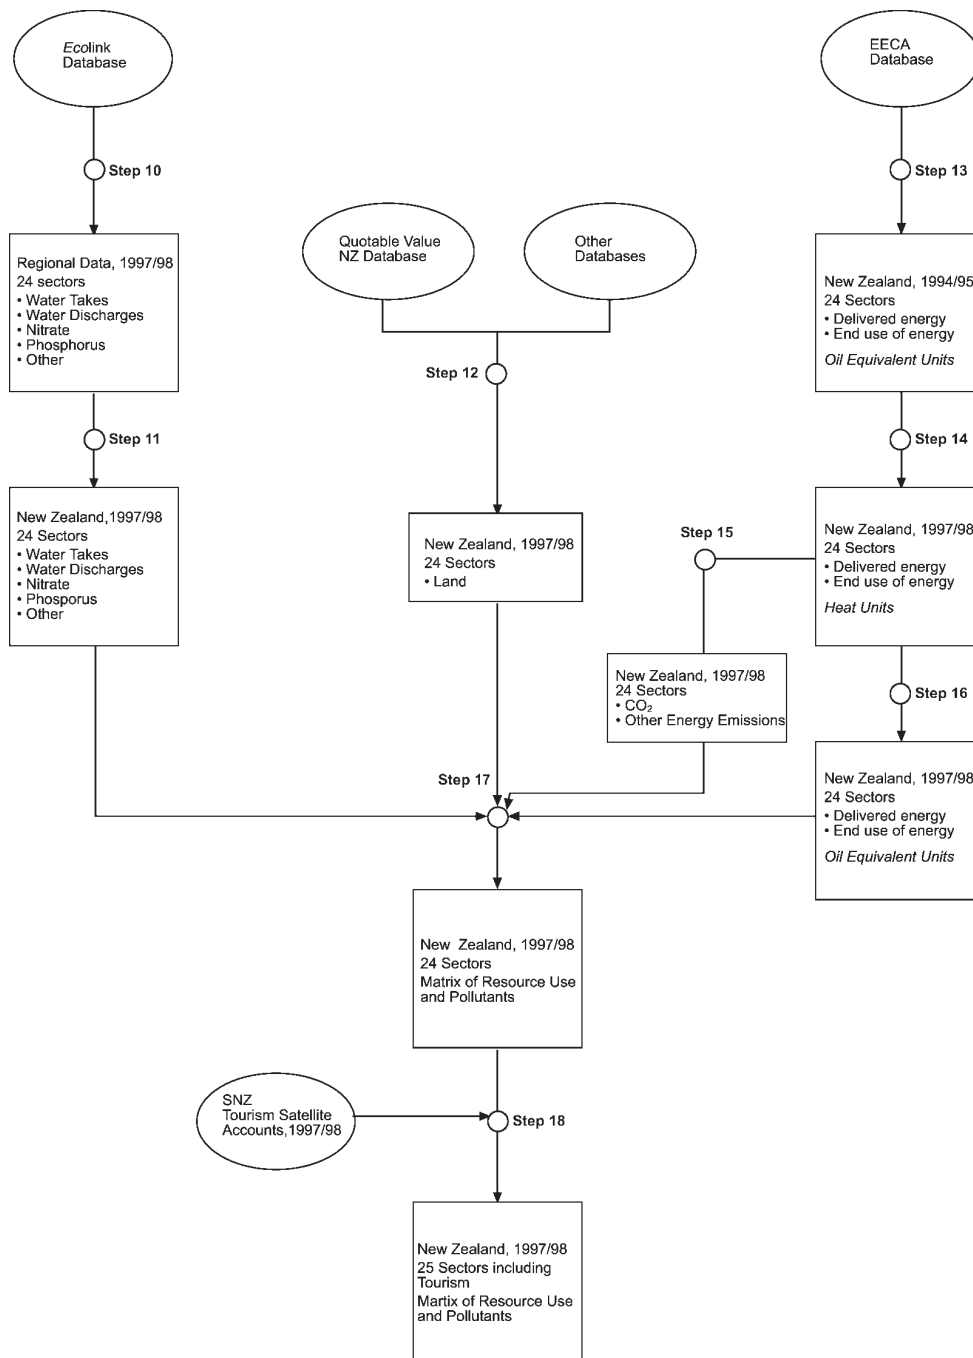 Ecolink
Database
EECA
Database
Step 10
Step 13
Quotable Value
NZ Database
Other
Databases
Regional Data, 1997/98
24 sectors
• Water Takes
• Water Discharges
• Nitrate
• Phosphorus
• Other
New Zealand, 1994/95
24 Sectors
• Delivered energy
• End use of energy
Oil Equivalent Units
Step 12
Step 11
Step 14
New Zealand,1997/98
24 Sectors
• Water Takes
• Water Discharges
• Nitrate
• Phosporus
• Other
New Zealand, 1997/98
24 Sectors
• Land
Step 15
New Zealand, 1997/98
24 Sectors
• Delivered energy
• End use of energy
Heat Units
New Zealand, 1997/98
24 Sectors
• CO₂
• Other Energy Emissions
Step 16
Step 17
New Zealand, 1997/98
24 Sectors
• Delivered energy
• End use of energy
Oil Equivalent Units
New Zealand, 1997/98
24 Sectors
Matrix of Resource Use
and Pollutants
SNZ
Tourism Satellite
Accounts,1997/98
Step 18
New Zealand, 1997/98
25 Sectors including
Tourism
Martix of Resource Use
and Pollutants